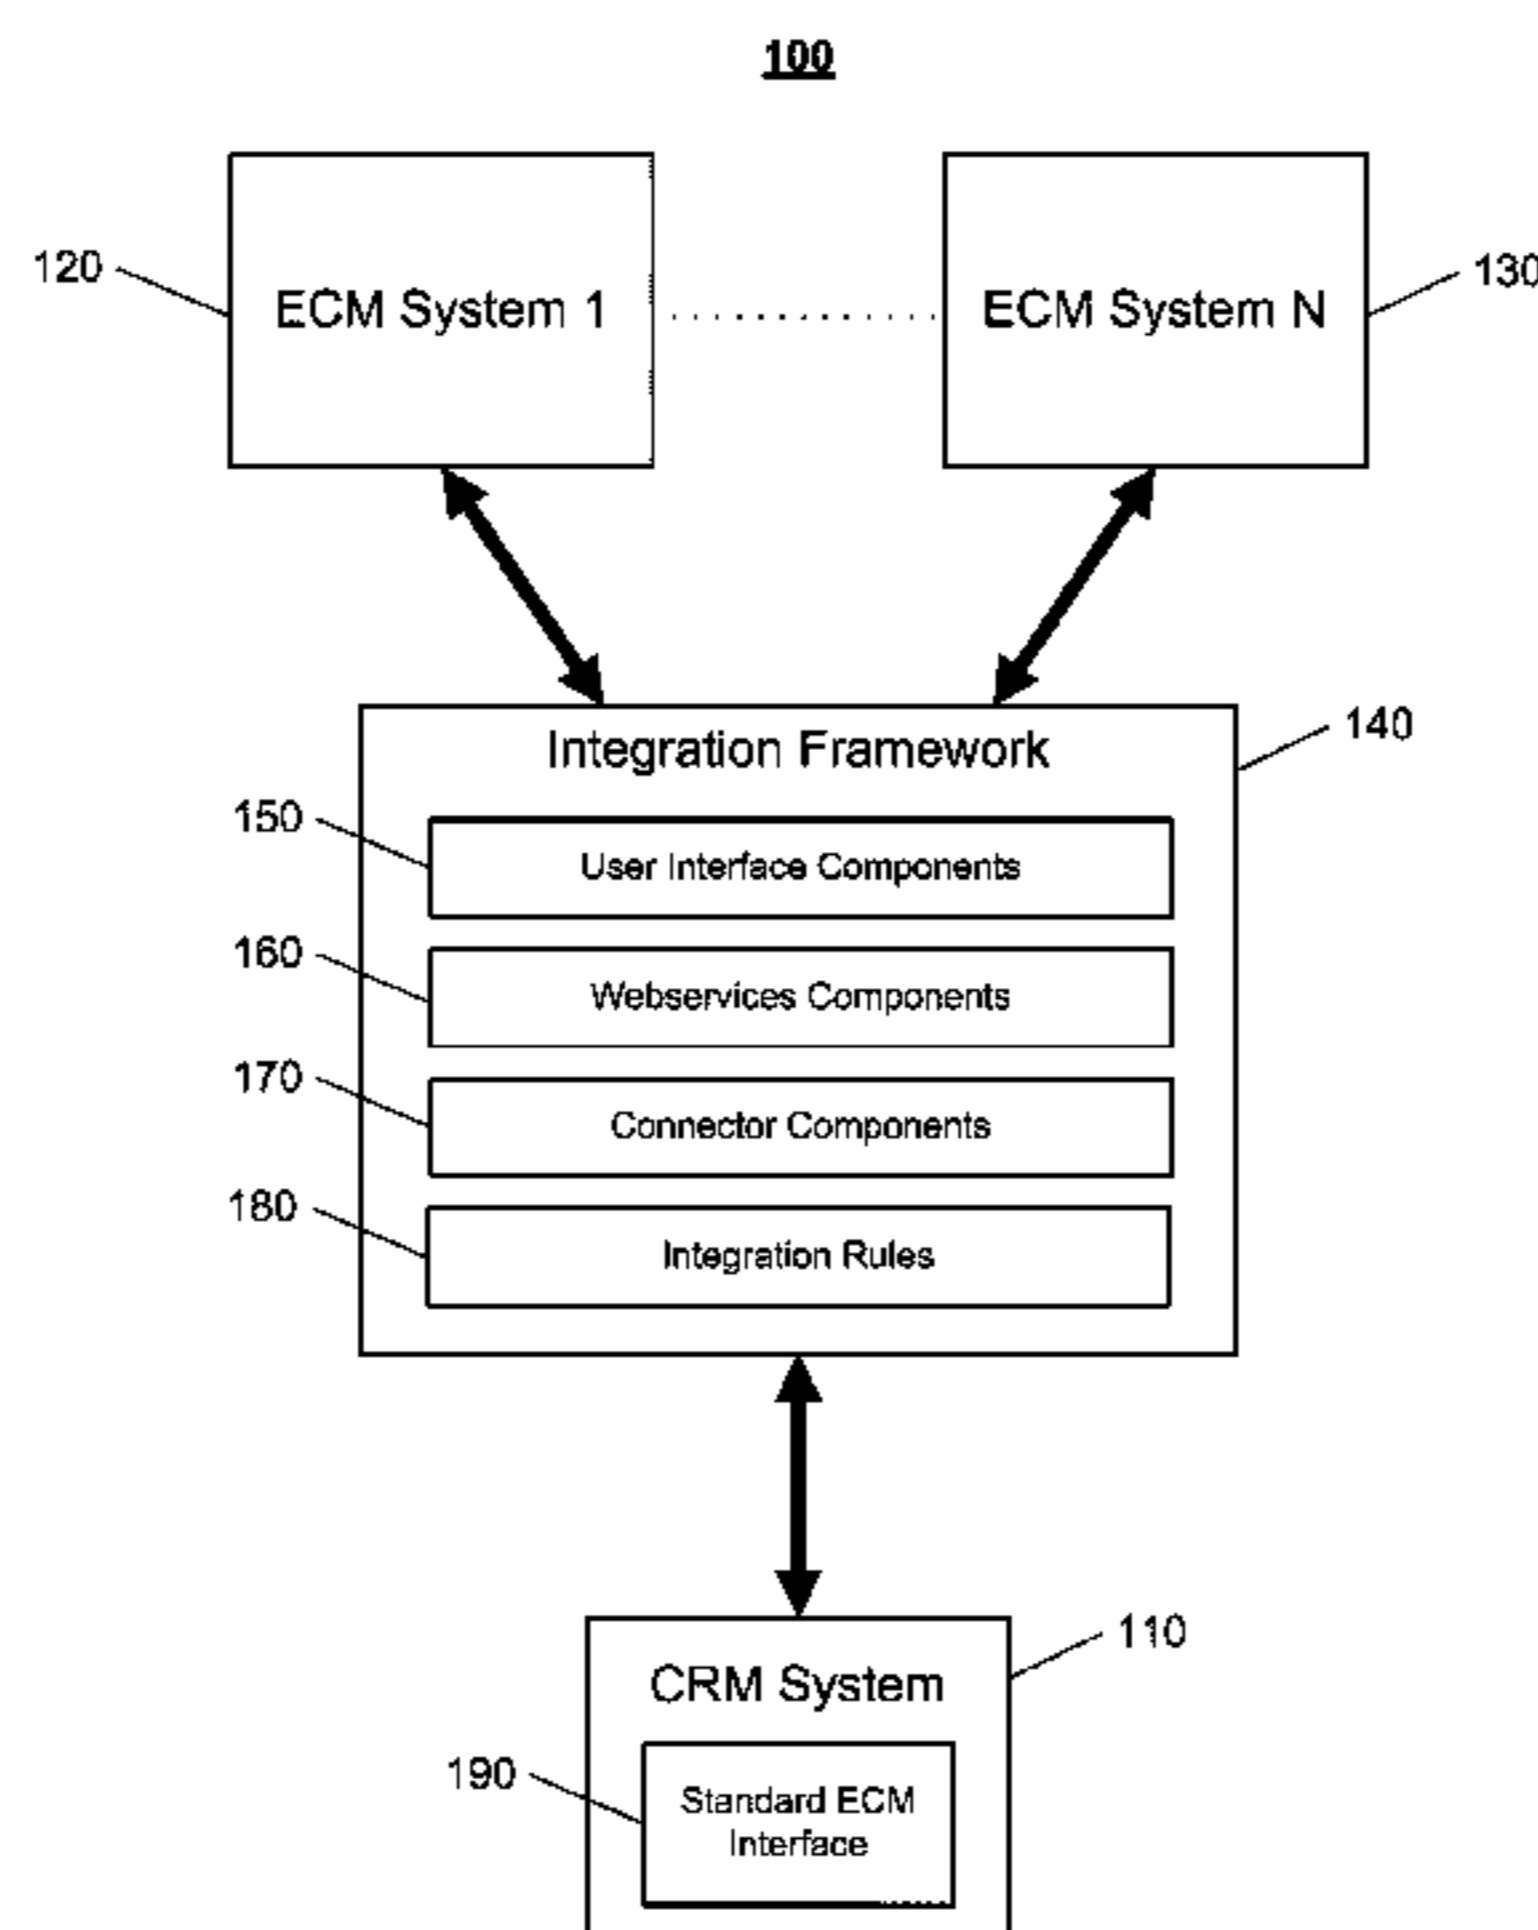 100
120
ECM System 1
ECM System N
130
Integration Framework
140
150
User Interface Components
160
Webservices Components
170
Connector Components
180
Integration Rules
CRM System
110
190
Standard ECM
Interface